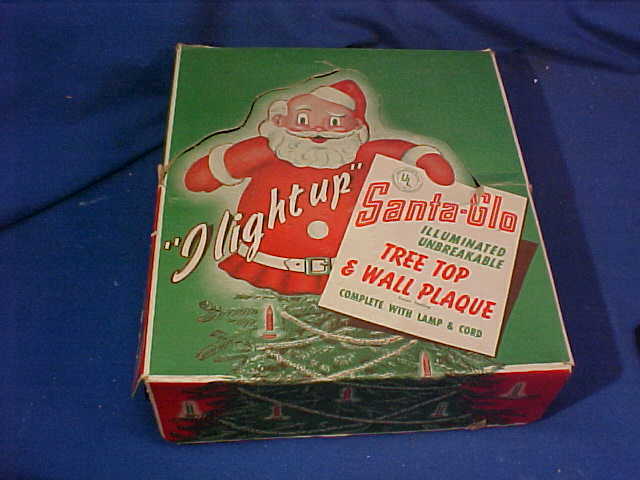 "I light up"
UL
Santa-Glo
ILLUMINATED
UNBREAKABLE
TREE TOP
& WALL PLAQUE
COMPLETE WITH LAMP & CORD